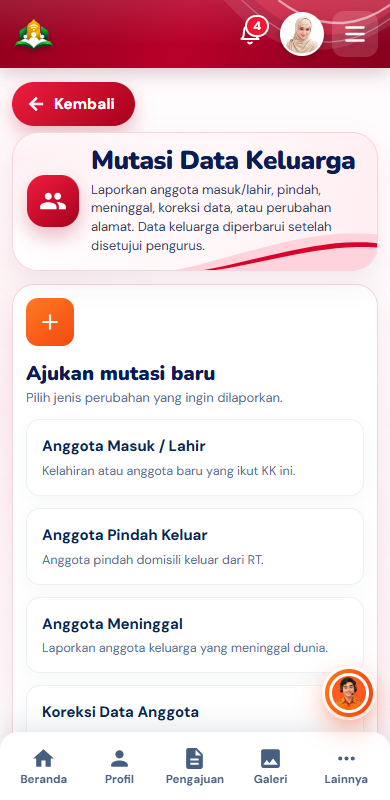 4
Kembali
Mutasi Data Keluarga
Laporkan anggota masuk/lahir, pindah,
meninggal, koreksi data, atau perubahan
alamat. Data keluarga diperbarui setelah
disetujui pengurus.
Ajukan mutasi baru
Pilih jenis perubahan yang ingin dilaporkan.
Anggota Masuk / Lahir
Kelahiran atau anggota baru yang ikut KK ini.
Anggota Pindah Keluar
Anggota pindah domisili keluar dari RT.
Anggota Meninggal
Laporkan anggota keluarga yang meninggal dunia.
Koreksi Data Anggota
Beranda
Profil
Pengajuan
Galeri
Lainnya